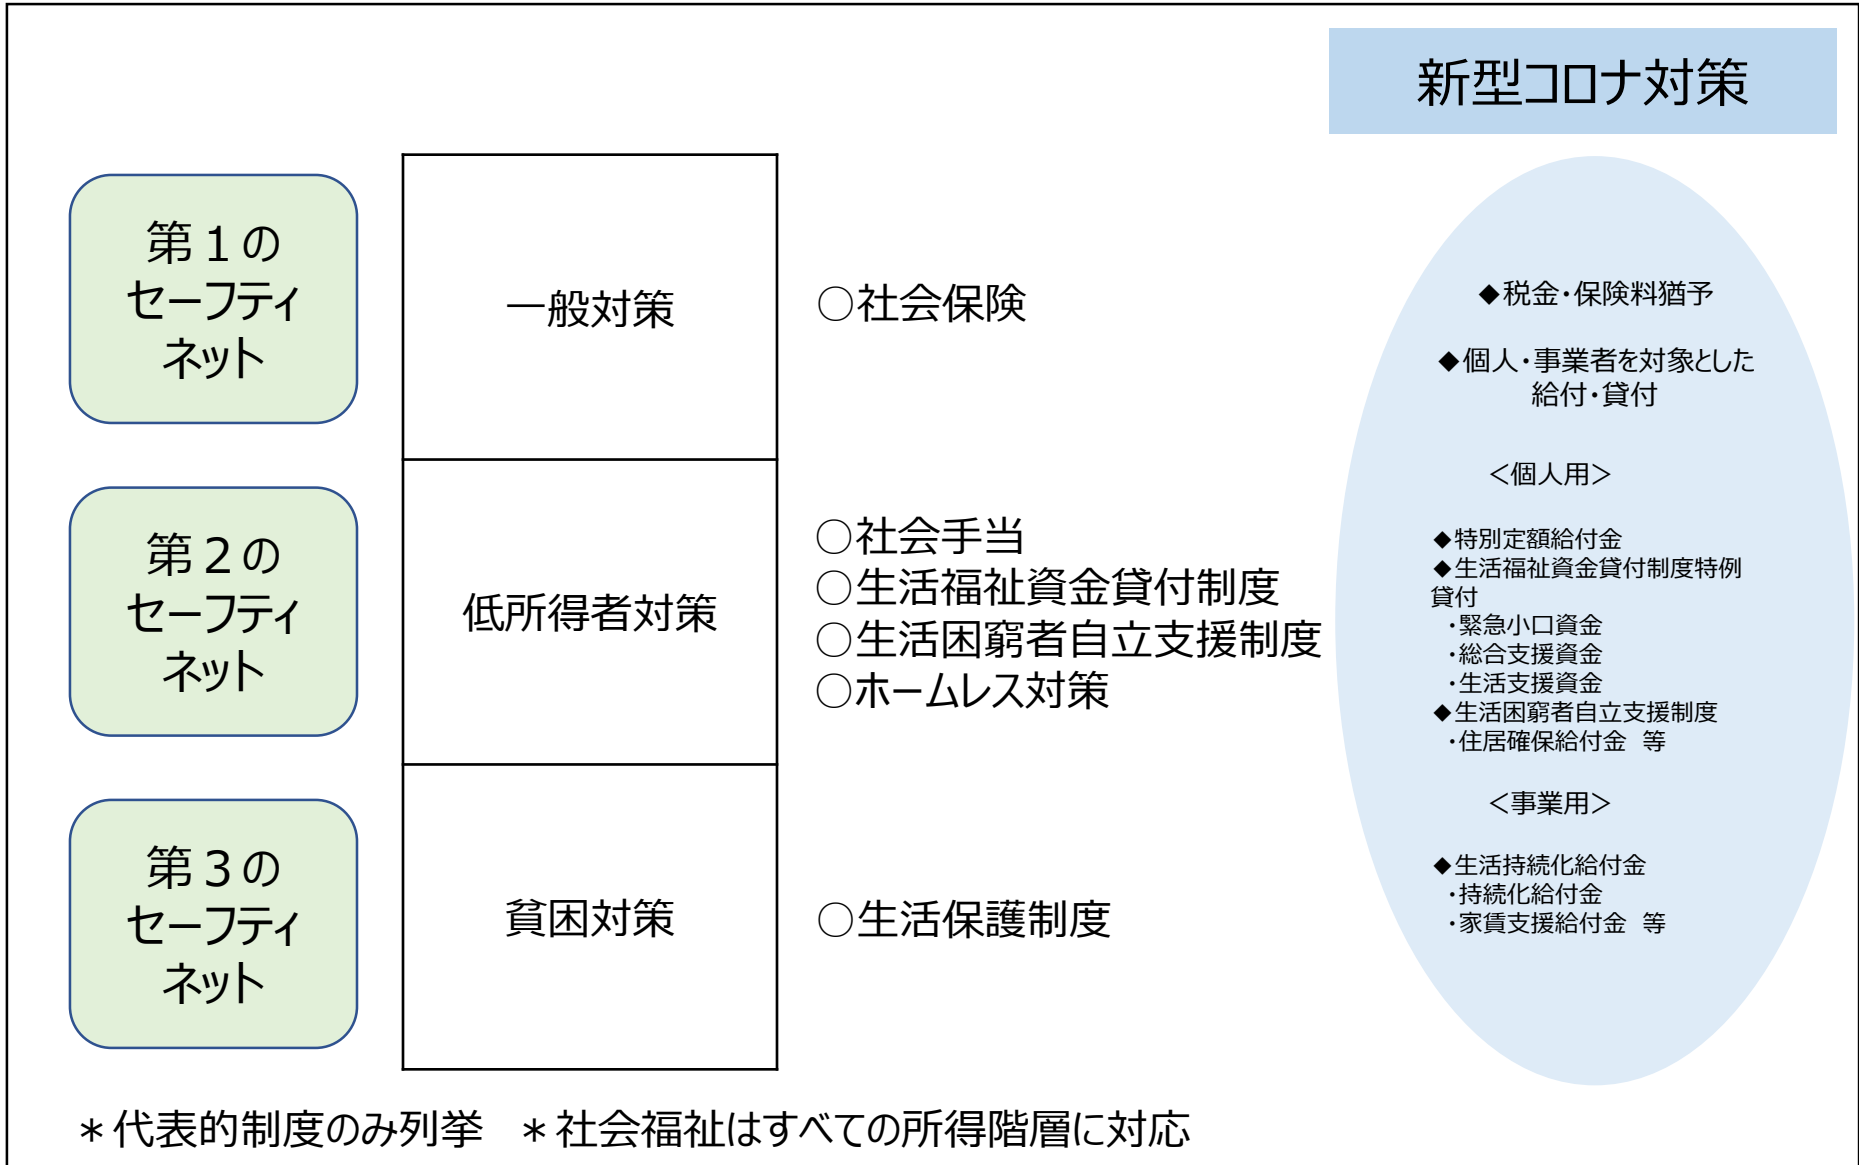 新型コロナ対策
第１の
セーフティ
ネット
一般対策
○社会保険
◆税金・保険料猶予
◆個人・事業者を対象とした
給付・貸付
＜個人用＞
第２の
セーフティ
ネット
低所得者対策
○社会手当
○生活福祉資金貸付制度
○生活困窮者自立支援制度
○ホームレス対策
◆特別定額給付金
◆生活福祉資金貸付制度特例
貸付
・緊急小口資金
・総合支援資金
・生活支援資金
◆生活困窮者自立支援制度
・住居確保給付金　等
＜事業用＞
第３の
セーフティ
ネット
貧困対策
○生活保護制度
◆生活持続化給付金
・持続化給付金
・家賃支援給付金　等
＊代表的制度のみ列挙　＊社会福祉はすべての所得階層に対応